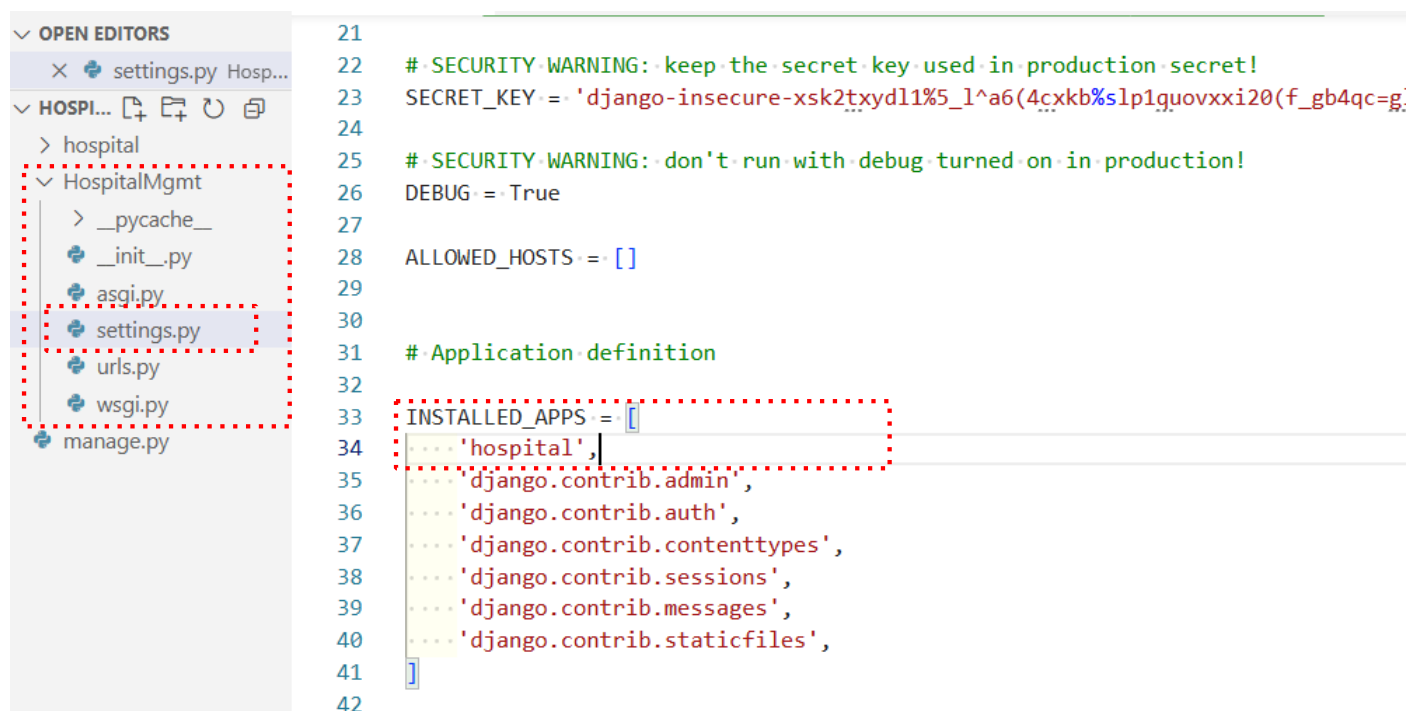 OPEN EDITORS
settings.py Hosp...
HOSPI...
hospital
HospitalMgmt
__pycache__
__init__.py
asgi.py
settings.py
urls.py
wsgi.py
manage.py
21
22 # SECURITY WARNING: keep the secret key used in production secret!
23 SECRET_KEY = 'django-insecure-xsk2txydl1%5_l^a6(4cxkb%slp1quovxxi20(f_gb4qc=gl
24
25 # SECURITY WARNING: don't run with debug turned on in production!
26 DEBUG = True
27
28 ALLOWED_HOSTS = []
29
30
31 # Application definition
32
33 INSTALLED_APPS = [
34     'hospital',
35     'django.contrib.admin',
36     'django.contrib.auth',
37     'django.contrib.contenttypes',
38     'django.contrib.sessions',
39     'django.contrib.messages',
40     'django.contrib.staticfiles',
41 ]
42